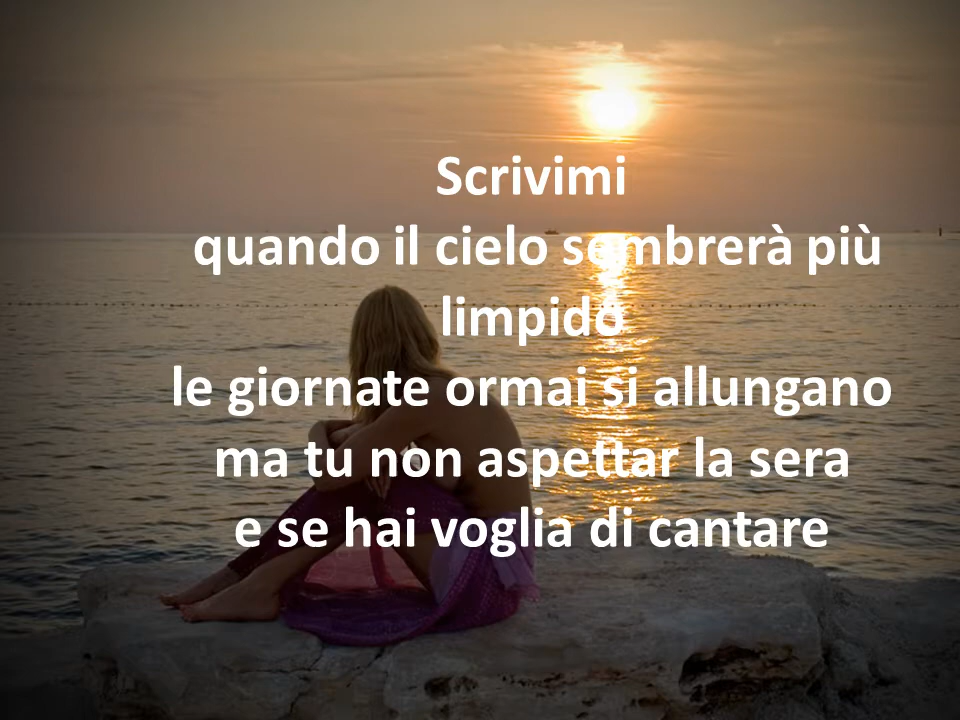 Scrivimi
quando il cielo sembrerà più
limpido
le giornate ormai si allungano
ma tu non aspettar la sera
e se hai voglia di cantare